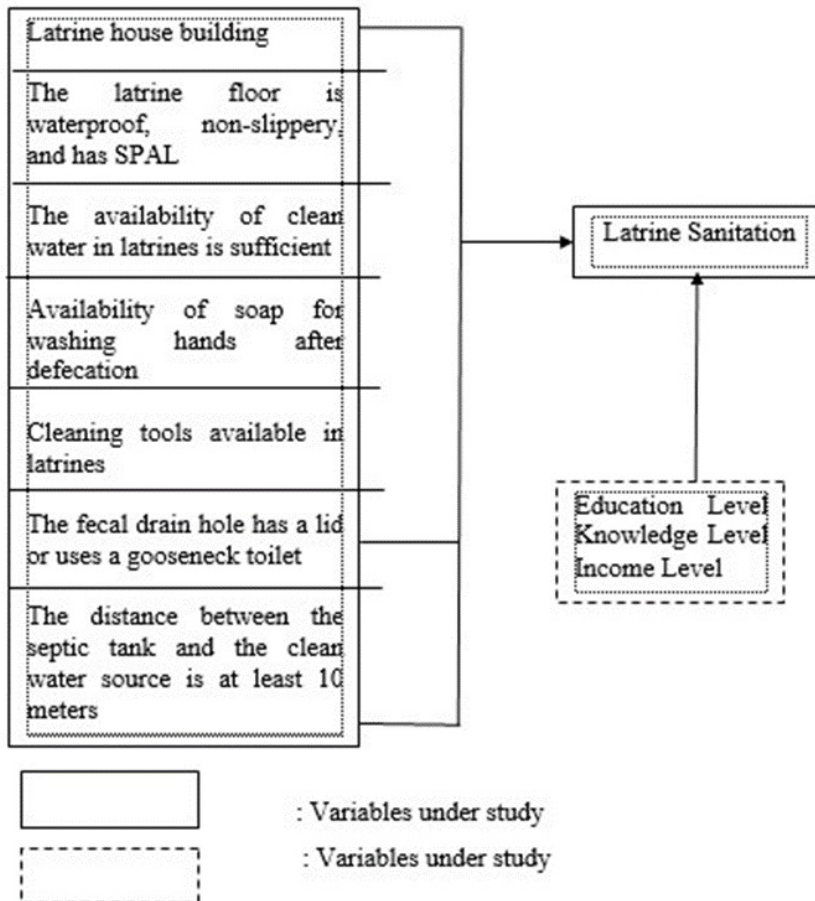 Latrine house building
The latrine floor is
waterproof, non-slippery,
and has SPAL
The availability of clean
water in latrines is sufficient
Availability of soap for
washing hands after
defecation
Cleaning tools available in
latrines
The fecal drain hole has a lid
or uses a gooseneck toilet
The distance between the
septic tank and the clean
water source is at least 10
meters
Latrine Sanitation
Education Level
Knowledge Level
Income Level
: Variables under study
: Variables under study